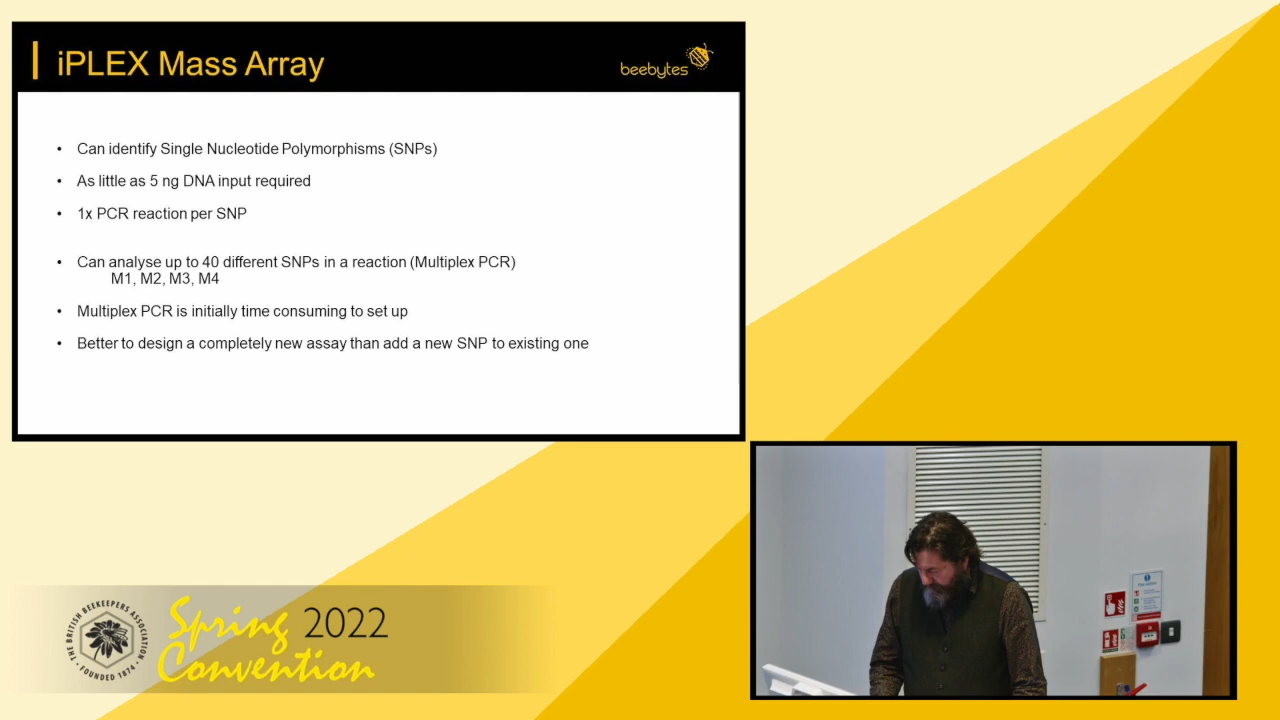 iPLEX Mass Array
beebytes
• Can identify Single Nucleotide Polymorphisms (SNPs)
• As little as 5 ng DNA input required
• 1x PCR reaction per SNP
• Can analyse up to 40 different SNPs in a reaction (Multiplex PCR)
M1, M2, M3, M4
• Multiplex PCR is initially time consuming to set up
• Better to design a completely new assay than add a new SNP to existing one
THE BRITISH BEEKEEPERS ASSOCIATION
• FOUNDED 1874 •
Spring 2022
Convention